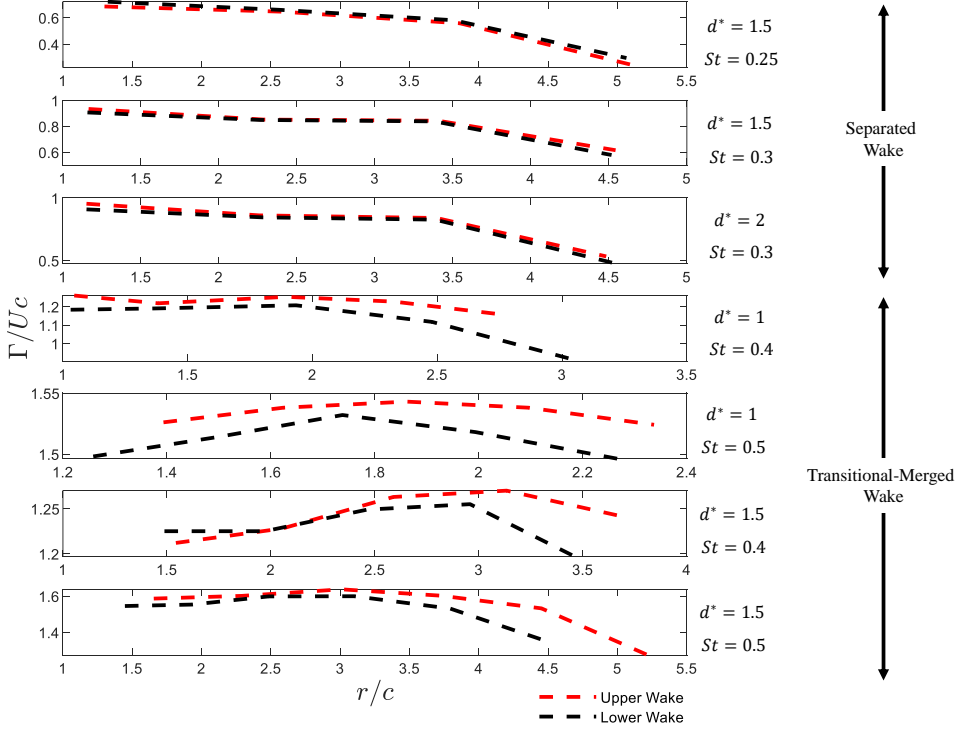 0.6
0.4
1 1.5 2 2.5 3 3.5 4 4.5 5 5.5
d* = 1.5
St = 0.25
1
0.8
0.6
1 1.5 2 2.5 3 3.5 4 4.5 5
d* = 1.5
St = 0.3
Separated
Wake
1
0.5
1 1.5 2 2.5 3 3.5 4 4.5 5
d* = 2
St = 0.3
Γ/Uc
1.2
1.1
1
1 1.5 2 2.5 3 3.5
d* = 1
St = 0.4
1.55
1.5
1.2 1.4 1.6 1.8 2 2.2 2.4
d* = 1
St = 0.5
Transitional-Merged
Wake
1.25
1.2
1 1.5 2 2.5 3 3.5 4
d* = 1.5
St = 0.4
1.6
1.4
1 1.5 2 2.5 3 3.5 4 4.5 5 5.5
d* = 1.5
St = 0.5
r/c
Upper Wake
Lower Wake